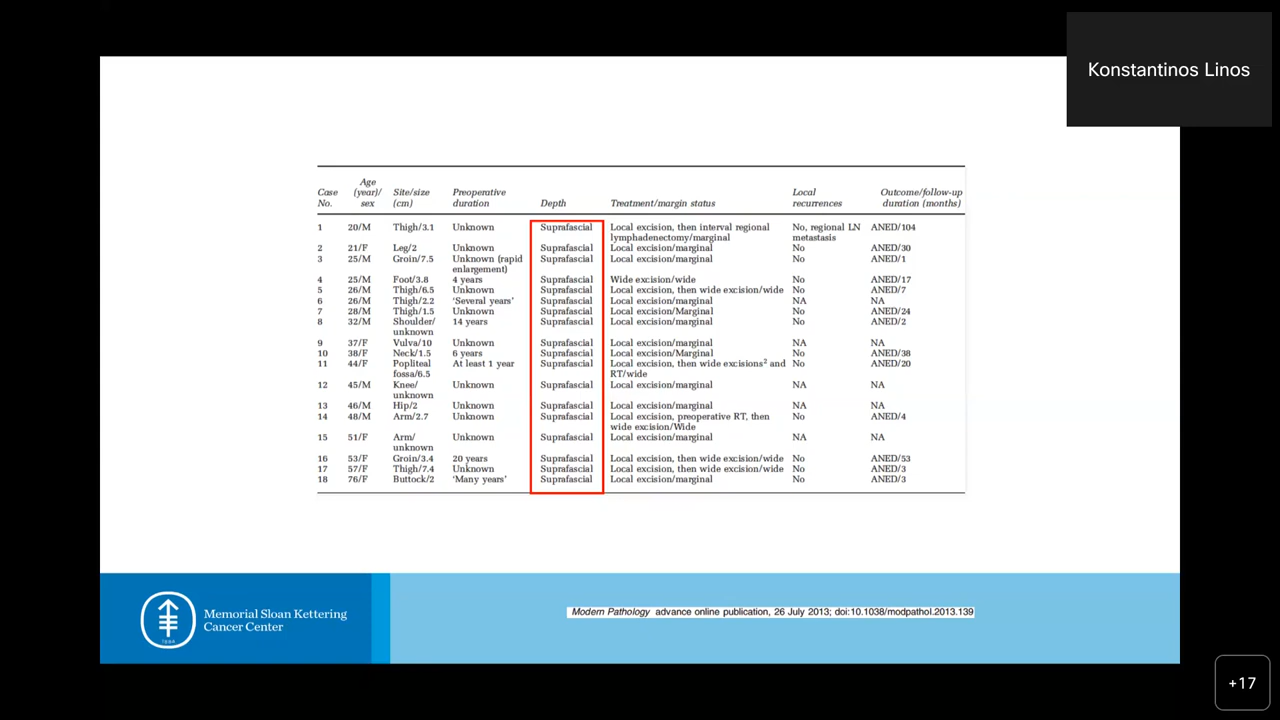 Konstantinos Linos
Age
Case (year)/ Site/size Preoperative Local Outcome/follow-up
No. sex (cm) duration Depth Treatment/margin status recurrences duration (months)
1 20/M Thigh/3.1 Unknown Suprafascial Local excision, then interval regional No, regional LN ANED/104
lymphadenectomy/marginal metastasis
2 21/F Leg/2 Unknown Suprafascial Local excision/marginal No ANED/30
3 25/M Groin/7.5 Unknown (rapid Suprafascial Local excision/marginal No ANED/1
enlargement)
4 25/M Foot/3.8 4 years Suprafascial Wide excision/wide No ANED/17
5 26/M Thigh/6.5 Unknown Suprafascial Local excision, then wide excision/wide No ANED/7
6 26/M Thigh/2.2 ‘Several years’ Suprafascial Local excision/marginal NA NA
7 28/M Thigh/1.5 Unknown Suprafascial Local excision/Marginal No ANED/24
8 32/M Shoulder/ 14 years Suprafascial Local excision/marginal No ANED/2
unknown
9 37/F Vulva/10 Unknown Suprafascial Local excision/marginal NA NA
10 38/F Neck/1.5 6 years Suprafascial Local excision/Marginal No ANED/38
11 44/F Popliteal At least 1 year Suprafascial Local excision, then wide excisions² and No ANED/20
fossa/6.5 RT/wide
12 45/M Knee/ Unknown Suprafascial Local excision/marginal NA NA
unknown
13 46/M Hip/2 Unknown Suprafascial Local excision/marginal NA NA
14 48/M Arm/2.7 Unknown Suprafascial Local excision, preoperative RT, then No ANED/4
wide excision/Wide
15 51/F Arm/ Unknown Suprafascial Local excision/marginal NA NA
unknown
16 53/F Groin/3.4 20 years Suprafascial Local excision, then wide excision/wide No ANED/53
17 57/F Thigh/7.4 Unknown Suprafascial Local excision, then wide excision/wide No ANED/3
18 76/F Buttock/2 ‘Many years’ Suprafascial Local excision/marginal No ANED/3
Memorial Sloan Kettering
Cancer Center
1884
Modern Pathology advance online publication, 26 July 2013; doi:10.1038/modpathol.2013.139
+17